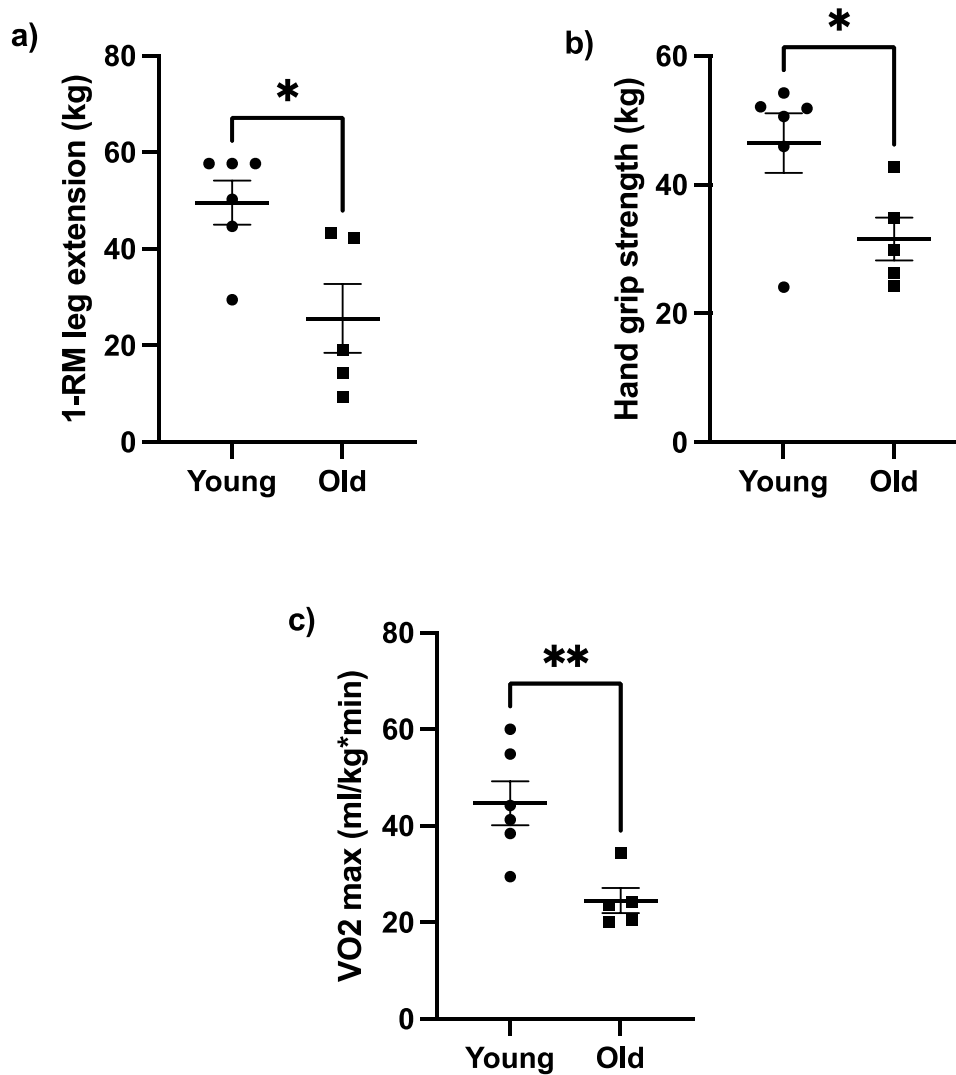 a)
1-RM leg extension (kg)
80
60
40
20
0
*
Young Old
b)
Hand grip strength (kg)
60
40
20
0
*
Young Old
c)
VO2 max (ml/kg*min)
80
60
40
20
0
**
Young Old